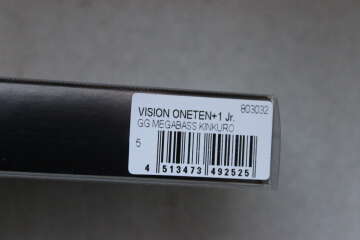 803032
VISION ONETEN+1 Jr.
GG MEGABASS KINKURO
5
4 513473 492525